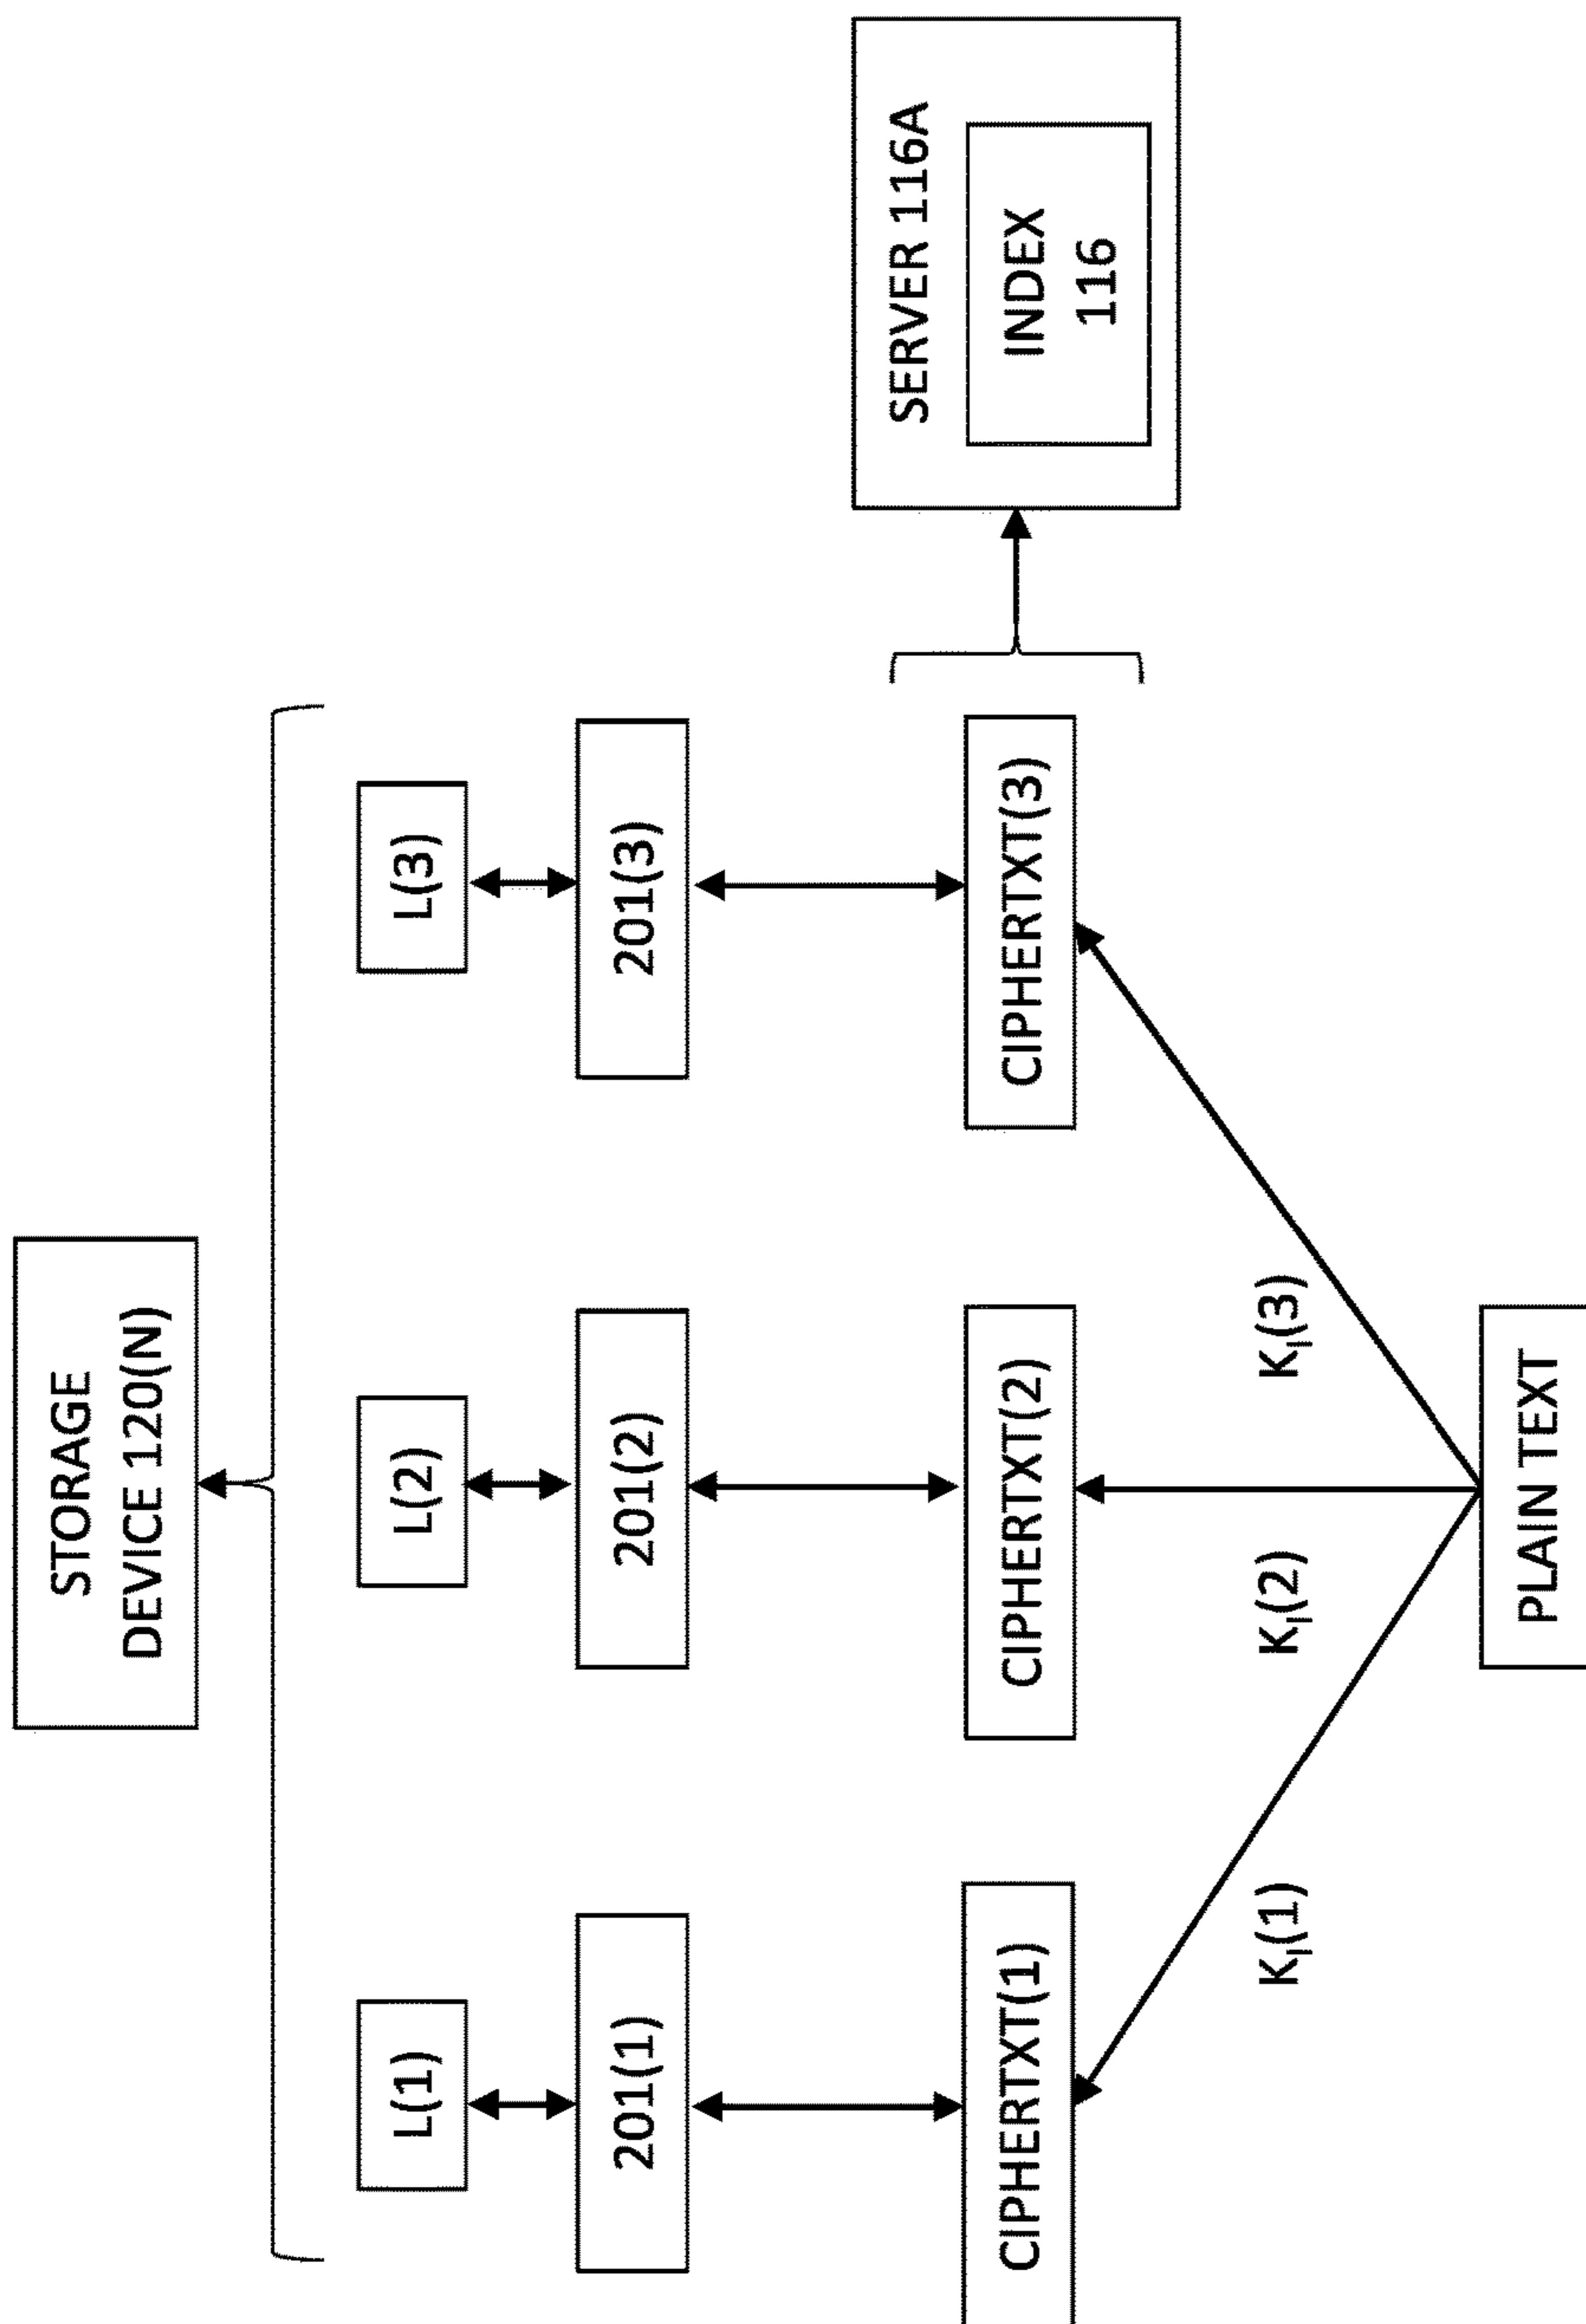 STORAGE
DEVICE 120(N)
L(1)
L(2)
L(3)
201(1)
201(2)
201(3)
CIPHERTXT(1)
CIPHERTXT(2)
CIPHERTXT(3)
SERVER 116A
INDEX
116
K_I(1)
K_I(2)
K_I(3)
PLAIN TEXT